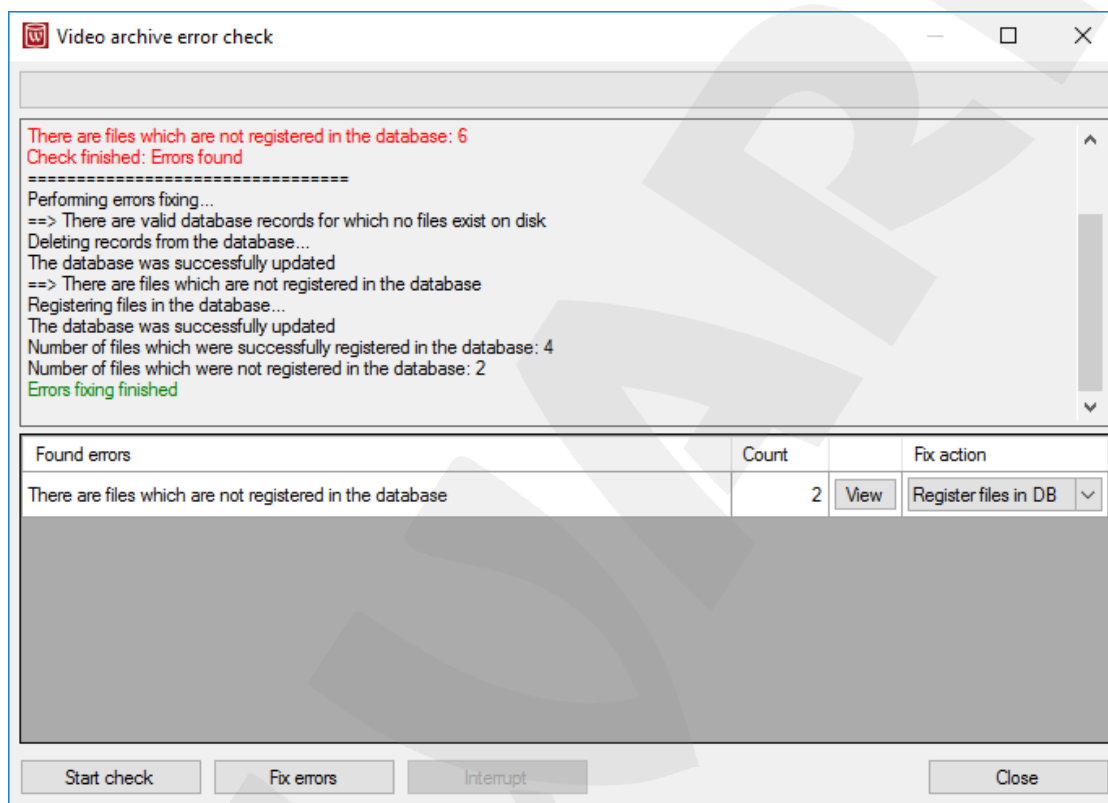 Video archive error check
There are files which are not registered in the database: 6
Check finished: Errors found
=================================
Performing errors fixing...
==> There are valid database records for which no files exist on disk
Deleting records from the database...
The database was successfully updated
==> There are files which are not registered in the database
Registering files in the database...
The database was successfully updated
Number of files which were successfully registered in the database: 4
Number of files which were not registered in the database: 2
Errors fixing finished
Found errors Count Fix action
There are files which are not registered in the database 2 View Register files in DB
Start check Fix errors Interrupt Close